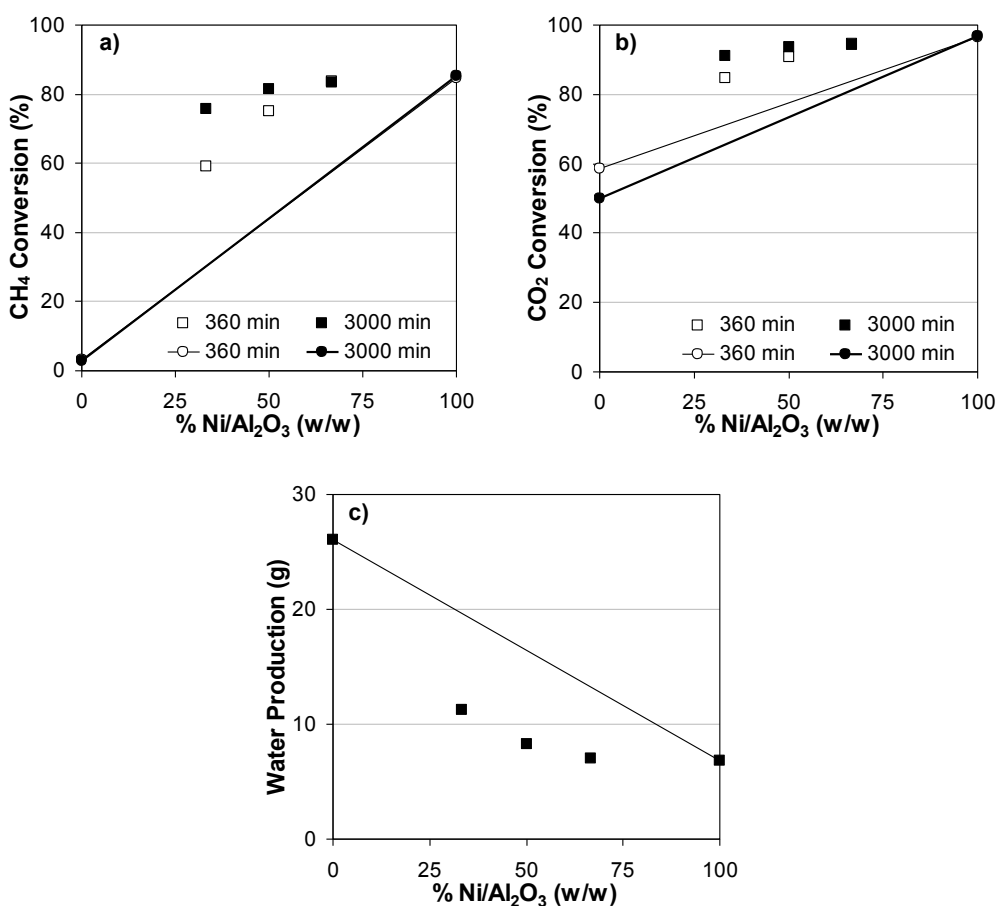 a)
CH₄ Conversion (%)
100
80
60
40
20
0
360 min 3000 min
360 min 3000 min
0 25 50 75 100
% Ni/Al₂O₃ (w/w)
b)
CO₂ Conversion (%)
100
80
60
40
20
0
360 min 3000 min
360 min 3000 min
0 25 50 75 100
% Ni/Al₂O₃ (w/w)
c)
Water Production (g)
30
20
10
0
0 25 50 75 100
% Ni/Al₂O₃ (w/w)